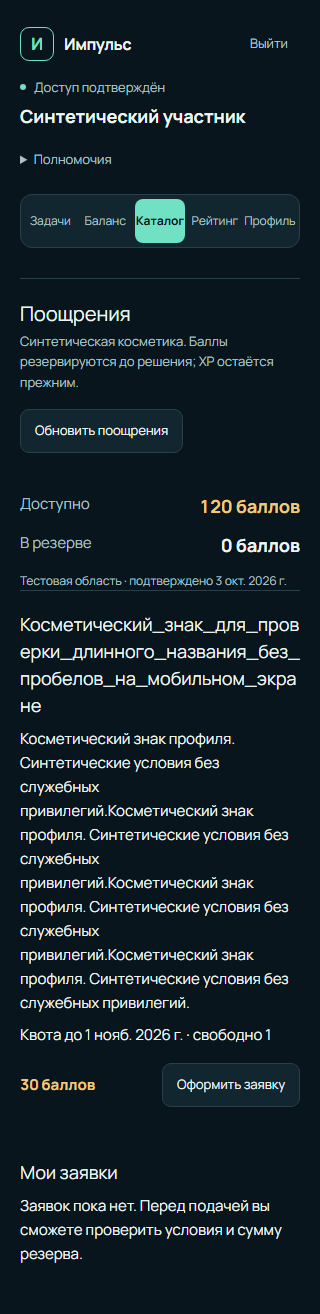 И Импульс Выйти
Доступ подтверждён
Синтетический участник
Полномочия
Задачи Баланс Каталог Рейтинг Профиль
Поощрения
Синтетическая косметика. Баллы
резервируются до решения; XP остаётся
прежним.
Обновить поощрения
Доступно 120 баллов
В резерве 0 баллов
Тестовая область · подтверждено 3 окт. 2026 г.
Косметический_знак_для_пров
ерки_длинного_названия_без_
пробелов_на_мобильном_экра
не
Косметический знак профиля.
Синтетические условия без
служебных
привилегий.Косметический знак
профиля. Синтетические условия без
служебных
привилегий.Косметический знак
профиля. Синтетические условия без
служебных
привилегий.Косметический знак
профиля. Синтетические условия без
служебных привилегий.
Квота до 1 нояб. 2026 г. · свободно 1
30 баллов Оформить заявку
Мои заявки
Заявок пока нет. Перед подачей вы
сможете проверить условия и сумму
резерва.